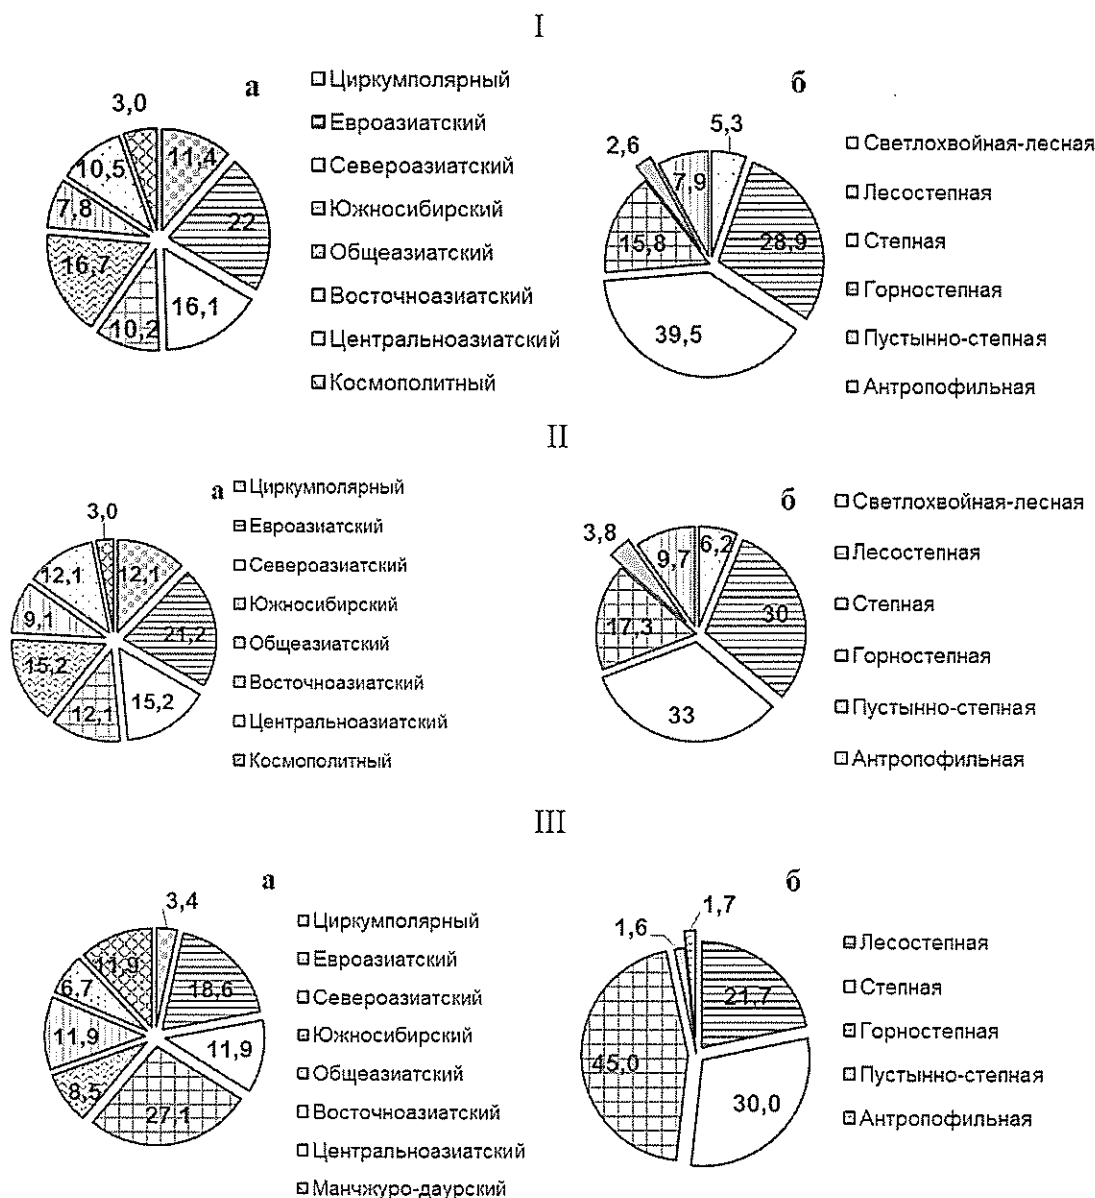 I
а
3,0
11,4
22
16,1
10,2
16,7
7,8
10,5
Циркумполярный
Евроазиатский
Североазиатский
Южносибирский
Общеазиатский
Восточноазиатский
Центральноазиатский
Космополитный
б
5,3
2,6
7,9
28,9
15,8
39,5
Светлохвойная-лесная
Лесостепная
Степная
Горностепная
Пустынно-степная
Антропофильная
II
а
3,0
12,1
12,1
21,2
9,1
15,2
15,2
12,1
Циркумполярный
Евроазиатский
Североазиатский
Южносибирский
Общеазиатский
Восточноазиатский
Центральноазиатский
Космополитный
б
3,8
9,7
6,2
30
17,3
33
Светлохвойная-лесная
Лесостепная
Степная
Горностепная
Пустынно-степная
Антропофильная
III
а
3,4
11,9
18,6
6,7
11,9
11,9
8,5
27,1
Циркумполярный
Евроазиатский
Североазиатский
Южносибирский
Общеазиатский
Восточноазиатский
Центральноазиатский
Манчжуро-даурский
б
1,7
1,6
21,7
45,0
30,0
Лесостепная
Степная
Горностепная
Пустынно-степная
Антропофильная